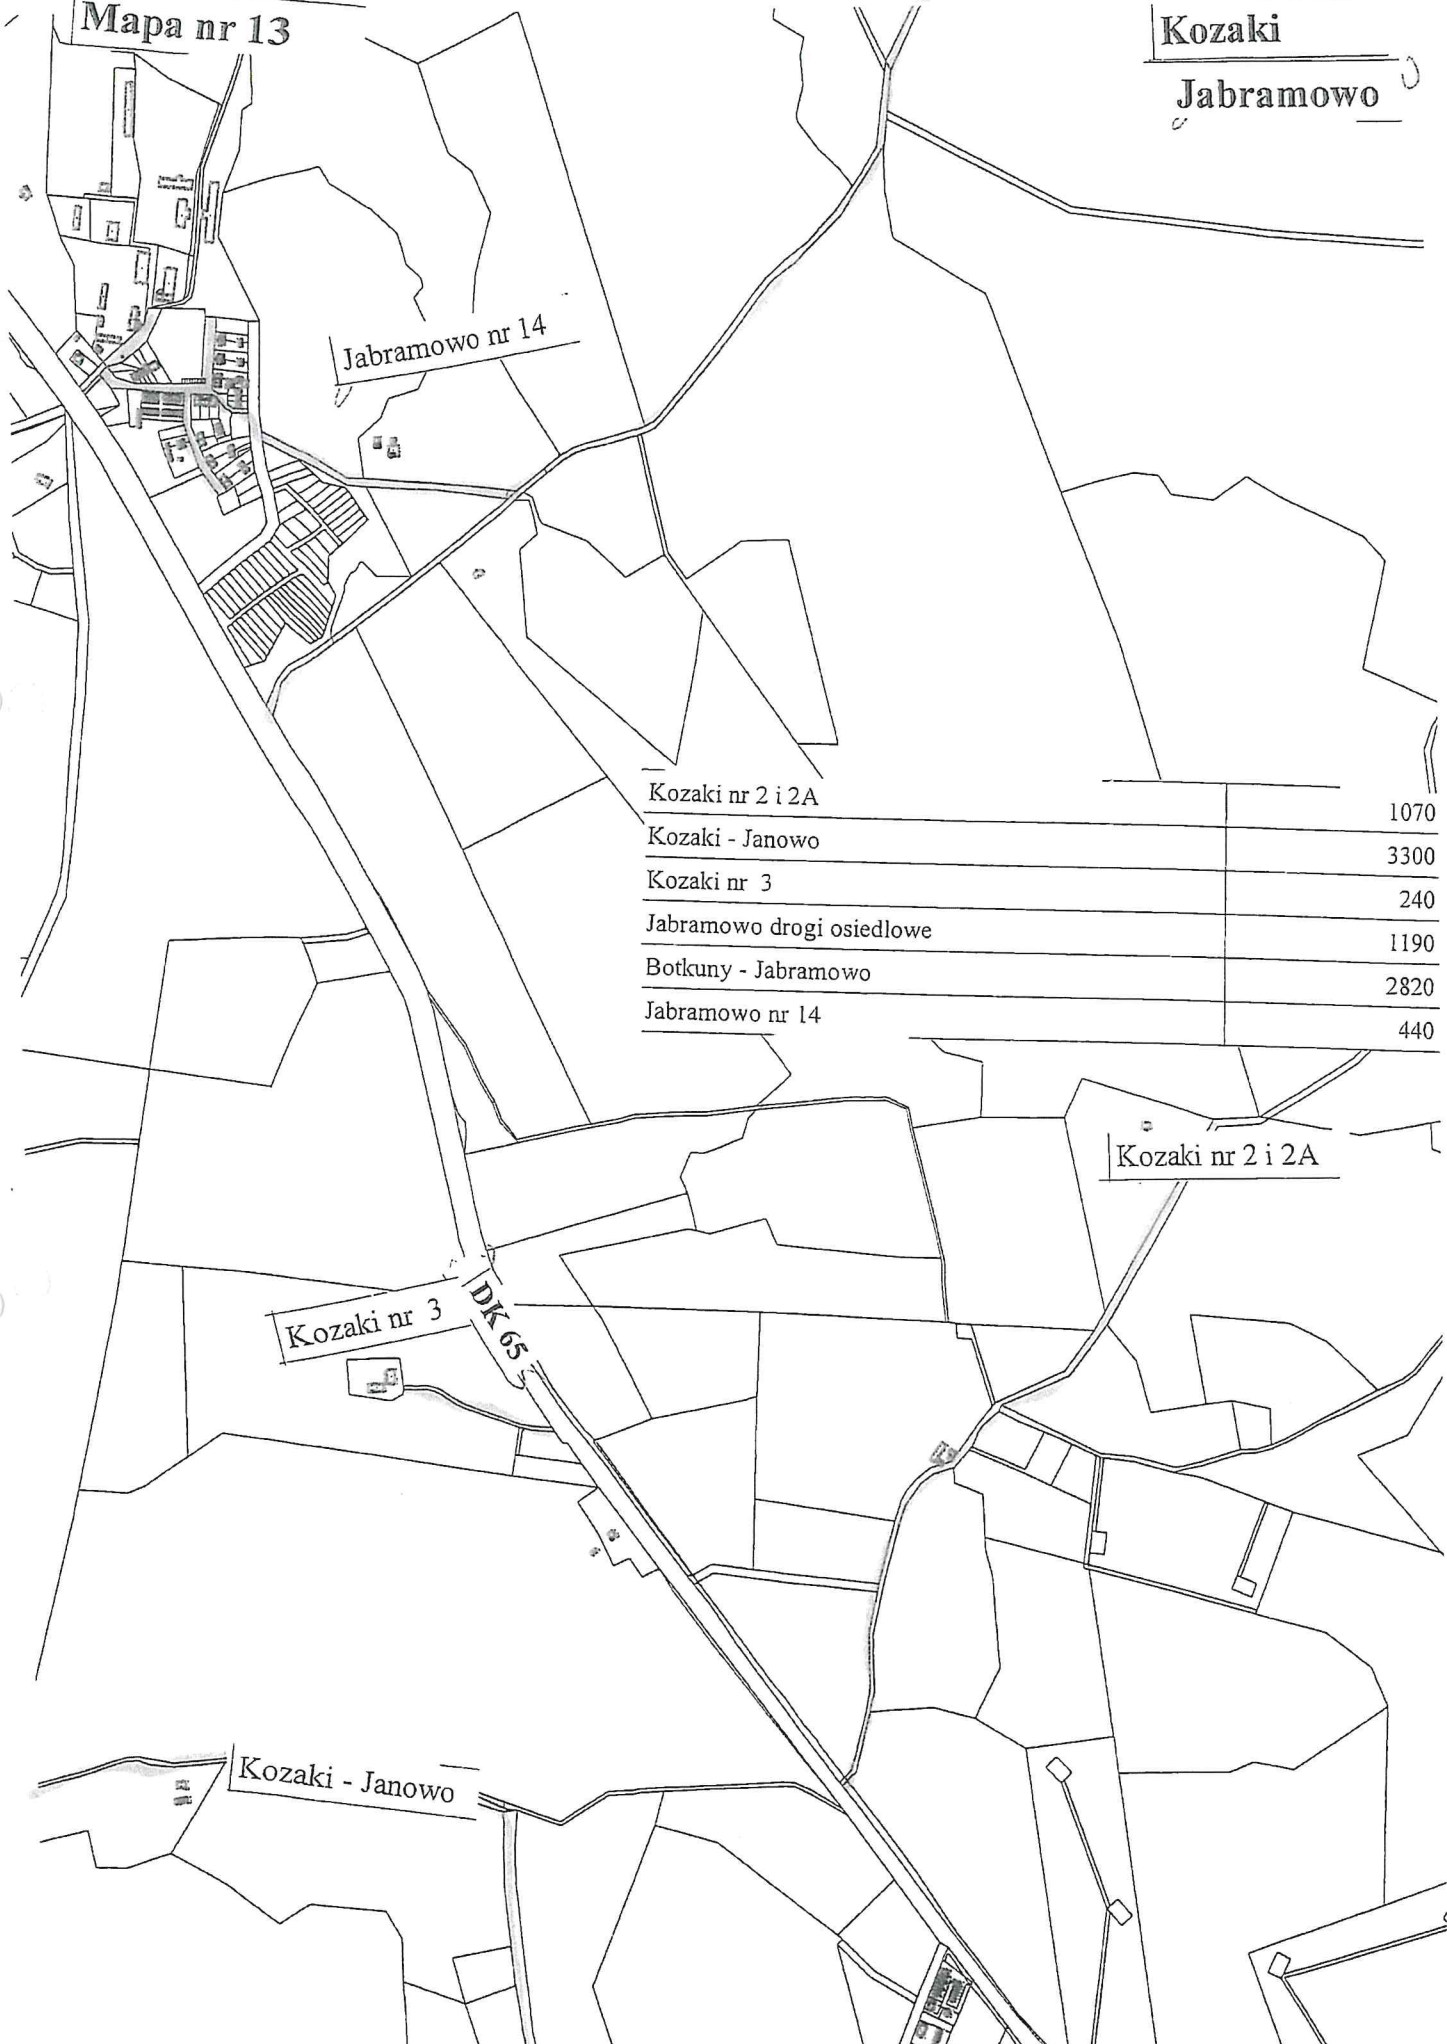 Mapa nr 13
Kozaki
Jabramowo
Jabramowo nr 14
Kozaki nr 2 i 2A 1070
Kozaki - Janowo 3300
Kozaki nr 3 240
Jabramowo drogi osiedlowe 1190
Botkuny - Jabramowo 2820
Jabramowo nr 14 440
Kozaki nr 2 i 2A
Kozaki nr 3
DK 65
Kozaki - Janowo